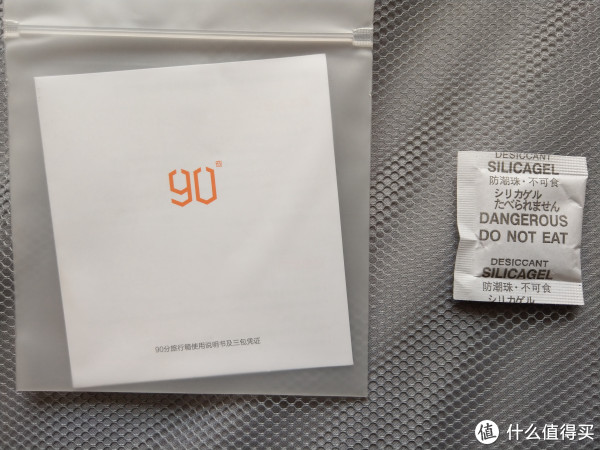 90分
90分旅行箱使用说明书及三包凭证
DESICCANT
SILICAGEL
防潮珠・不可食
シリカゲル
たべられません
DANGEROUS
DO NOT EAT
DESICCANT
SILICAGEL
防潮珠・不可食
シリカゲル
值 什么值得买